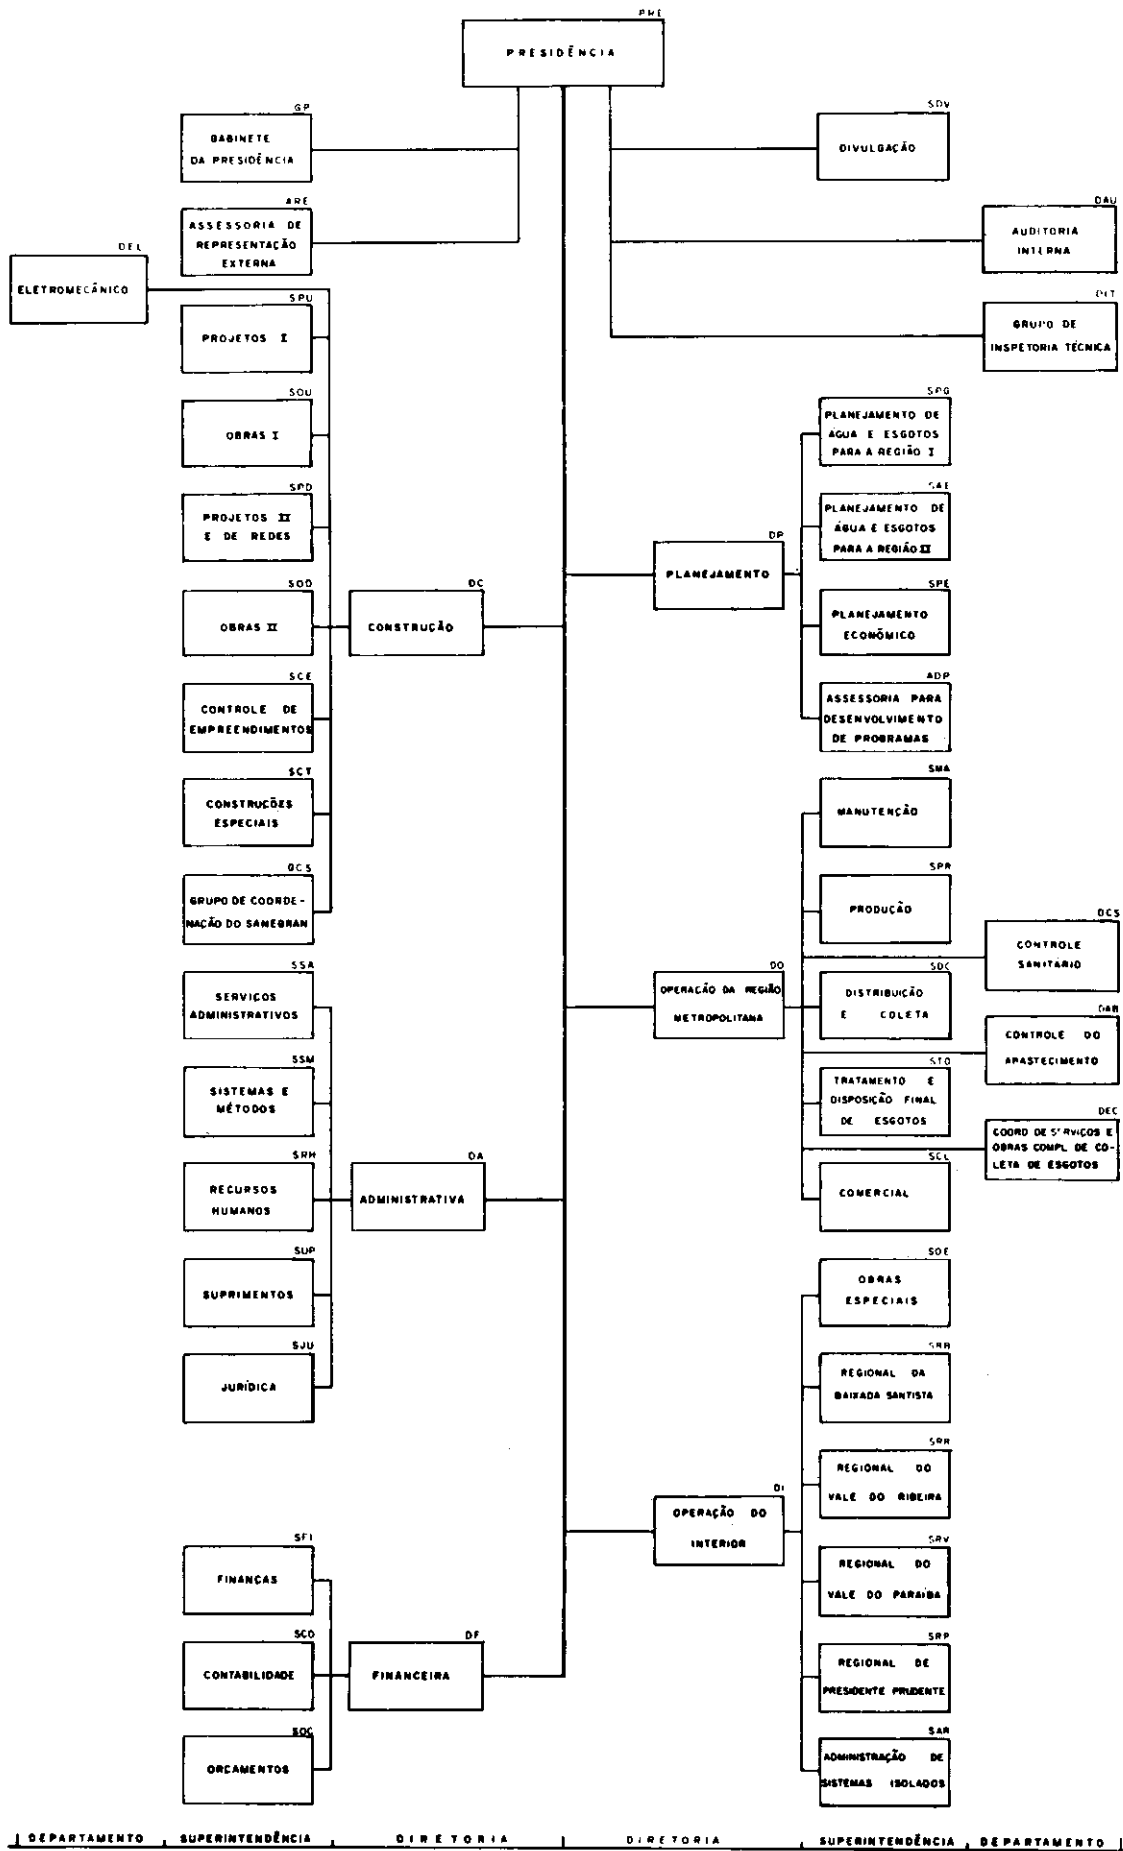 PRE
PRESIDÊNCIA
GP
GABINETE
DA PRESIDÊNCIA
SDV
DIVULGAÇÃO
ARE
ASSESSORIA DE
REPRESENTAÇÃO
EXTERNA
DAU
AUDITORIA
INTERNA
DEL
ELETROMECÂNICO
GRUPO DE
INSPETORIA TÉCNICA
SPU
PROJETOS I
SOU
OBRAS I
SPD
PROJETOS II
E DE REDES
SOD
OBRAS II
SCE
CONTROLE DE
EMPREENDIMENTOS
SCT
CONSTRUÇÕES
ESPECIAIS
GCS
GRUPO DE COORDE-
NAÇÃO DO SANEGRAN
DC
CONSTRUÇÃO
DP
PLANEJAMENTO
SPG
PLANEJAMENTO DE
ÁGUA E ESGOTOS
PARA A REGIÃO I
SAE
PLANEJAMENTO DE
ÁGUA E ESGOTOS
PARA A REGIÃO II
SPE
PLANEJAMENTO
ECONÔMICO
ADP
ASSESSORIA PARA
DESENVOLVIMENTO
DE PROGRAMAS
SSA
SERVIÇOS
ADMINISTRATIVOS
SSM
SISTEMAS E
MÉTODOS
SRH
RECURSOS
HUMANOS
SUP
SUPRIMENTOS
SJU
JURÍDICA
DA
ADMINISTRATIVA
DO
OPERAÇÃO DA REGIÃO
METROPOLITANA
SMA
MANUTENÇÃO
SPR
PRODUÇÃO
DCS
CONTROLE
SANITÁRIO
SDC
DISTRIBUIÇÃO
E COLETA
DAB
CONTROLE DO
ABASTECIMENTO
STD
TRATAMENTO E
DISPOSIÇÃO FINAL
DE ESGOTOS
DEC
COORD DE SERVIÇOS E
OBRAS COMPL DE CO-
LETA DE ESGOTOS
SCL
COMERCIAL
SFI
FINANÇAS
SCO
CONTABILIDADE
SOC
ORCAMENTOS
DF
FINANCEIRA
DI
OPERAÇÃO DO
INTERIOR
SOE
OBRAS
ESPECIAIS
SRB
REGIONAL DA
BAIXADA SANTISTA
SRR
REGIONAL DO
VALE DO RIBEIRA
SRV
REGIONAL DO
VALE DO PARAÍBA
SRP
REGIONAL DE
PRESIDENTE PRUDENTE
SAR
ADMINISTRAÇÃO DE
SISTEMAS ISOLADOS
DEPARTAMENTO SUPERINTENDÊNCIA DIRETORIA DIRETORIA SUPERINTENDÊNCIA DEPARTAMENTO